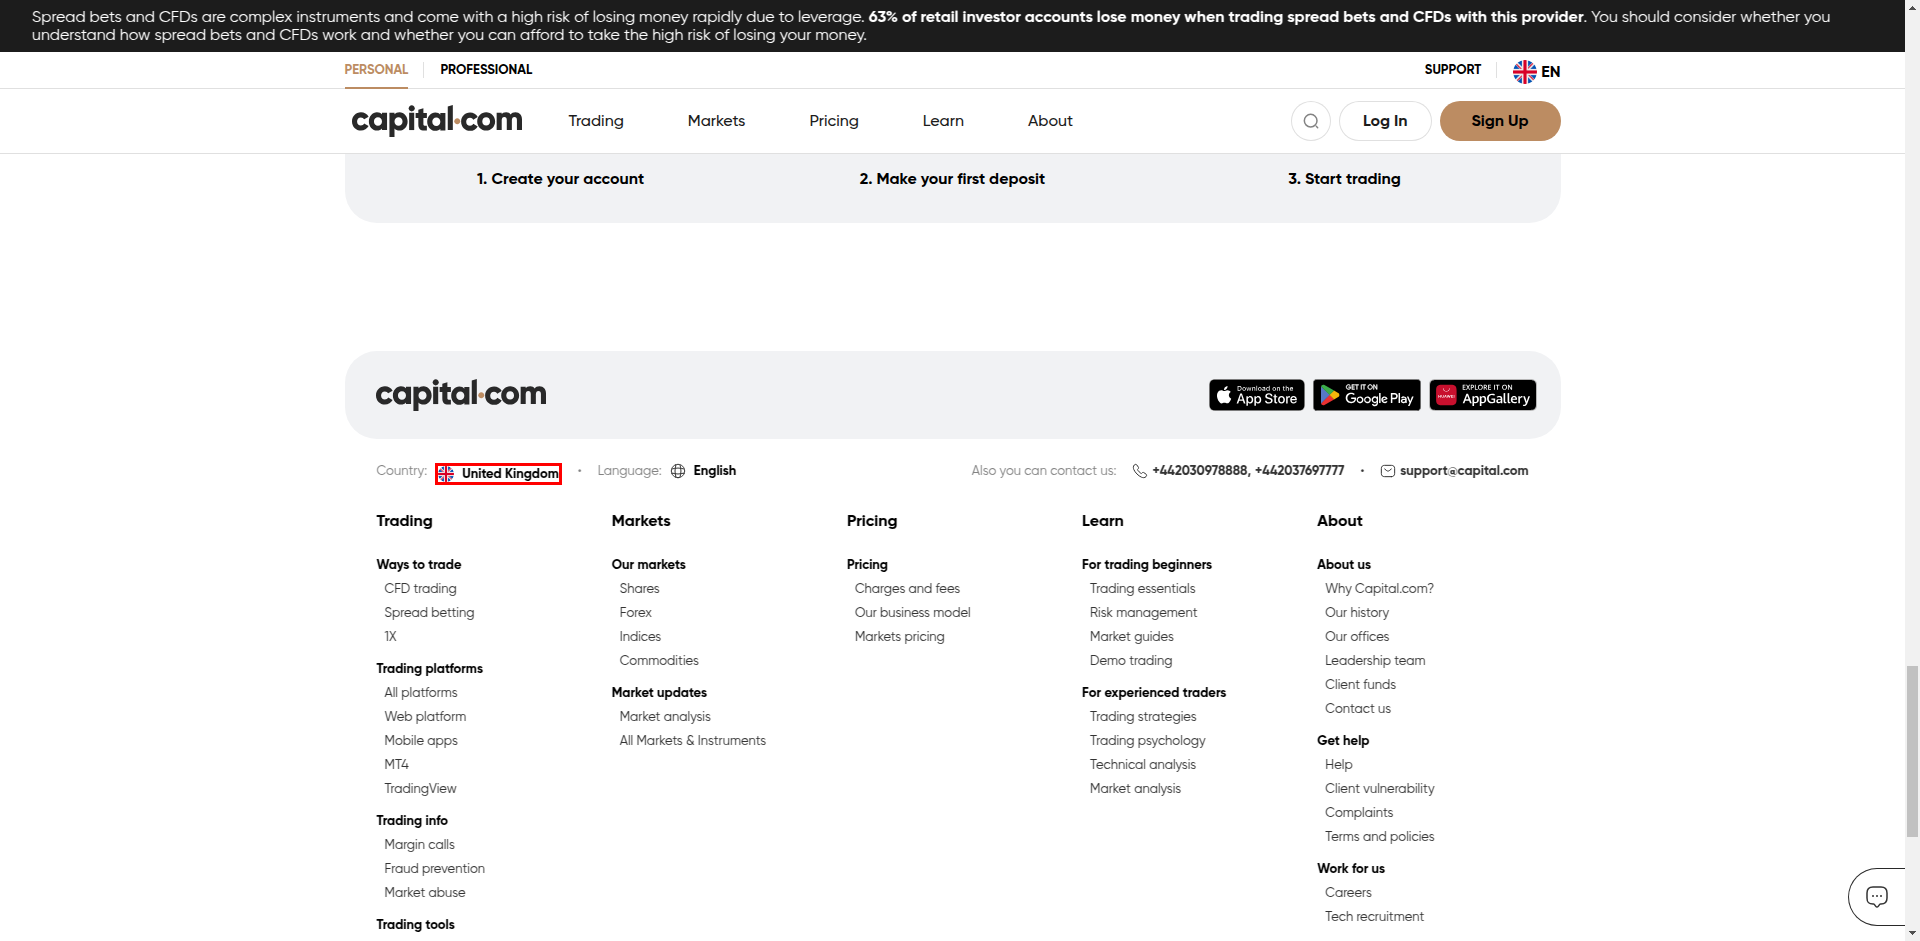 Spread bets and CFDs are complex instruments and come with a high risk of losing money rapidly due to leverage. 63% of retail investor accounts lose money when trading spread bets and CFDs with this provider. You should consider whether you
understand how spread bets and CFDs work and whether you can afford to take the high risk of losing your money.
PERSONAL PROFESSIONAL SUPPORT EN
capital.com Trading Markets Pricing Learn About Log In Sign Up
1. Create your account 2. Make your first deposit 3. Start trading
capital.com
Download on the App Store
GET IT ON Google Play
HUAWEI EXPLORE IT ON AppGallery
Country: United Kingdom • Language: English Also you can contact us: +442030978888, +442037697777 • support@capital.com
Trading
Ways to trade
CFD trading
Spread betting
1X
Trading platforms
All platforms
Web platform
Mobile apps
MT4
TradingView
Trading info
Margin calls
Fraud prevention
Market abuse
Trading tools
Markets
Our markets
Shares
Forex
Indices
Commodities
Market updates
Market analysis
All Markets & Instruments
Pricing
Pricing
Charges and fees
Our business model
Markets pricing
Learn
For trading beginners
Trading essentials
Risk management
Market guides
Demo trading
For experienced traders
Trading strategies
Trading psychology
Technical analysis
Market analysis
About
About us
Why Capital.com?
Our history
Our offices
Leadership team
Client funds
Contact us
Get help
Help
Client vulnerability
Complaints
Terms and policies
Work for us
Careers
Tech recruitment